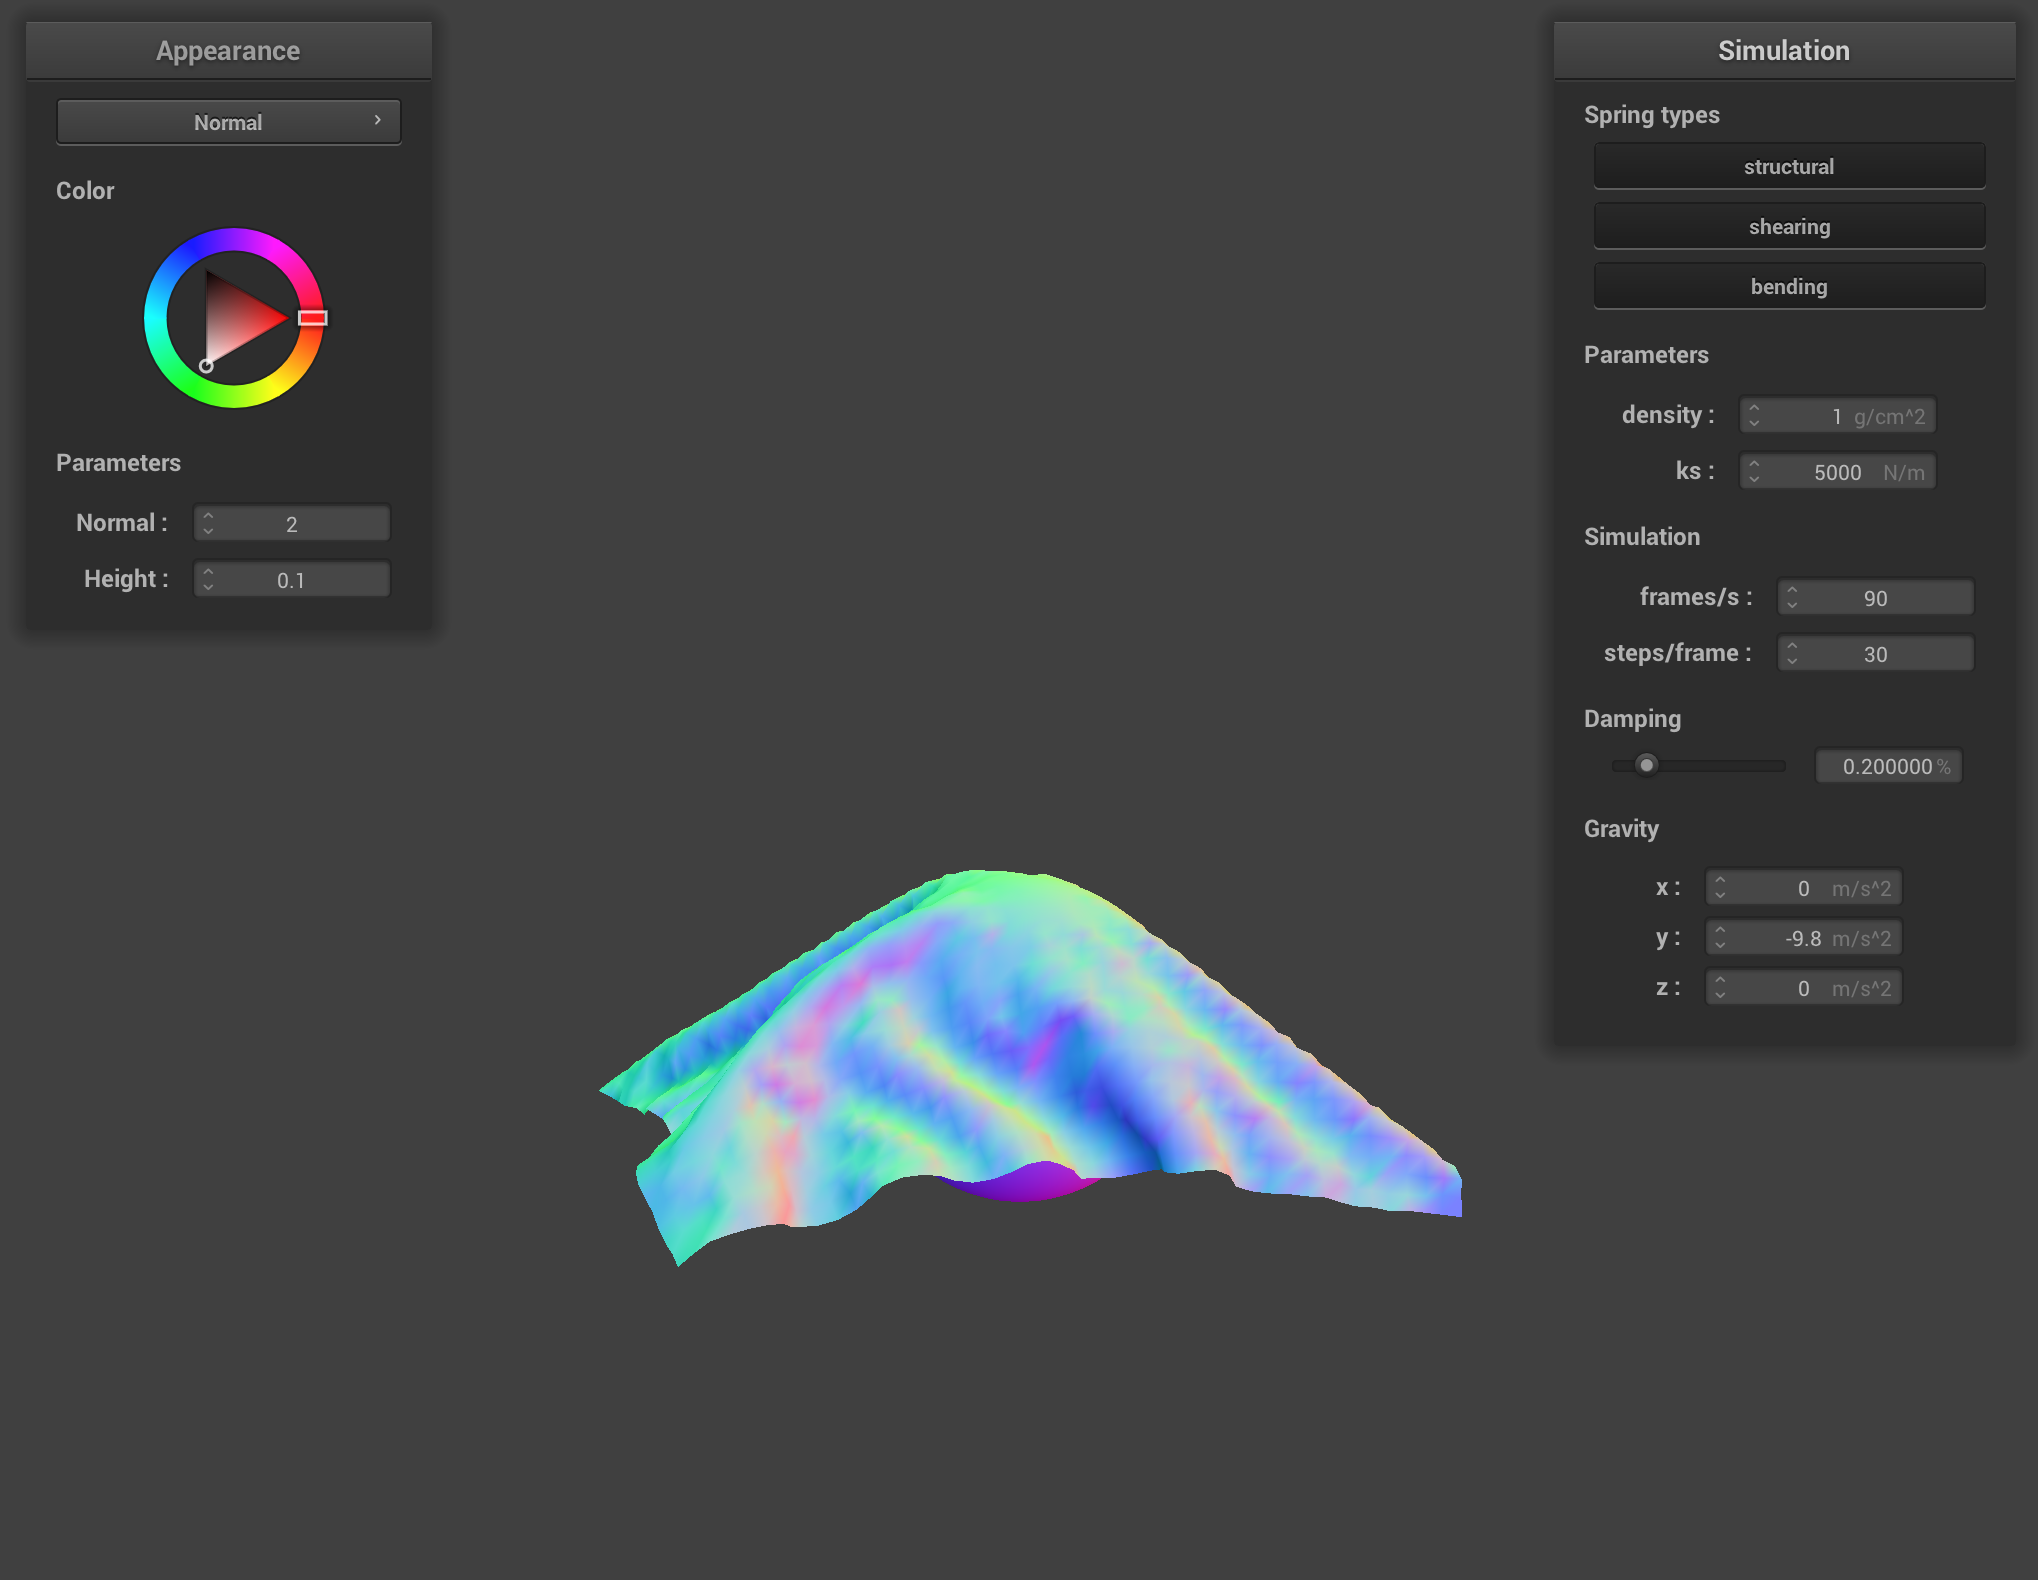 Appearance
Normal
Color
Parameters
Normal : 2
Height : 0.1
Simulation
Spring types
structural
shearing
bending
Parameters
density : 1 g/cm^2
ks : 5000 N/m
Simulation
frames/s : 90
steps/frame : 30
Damping
0.200000 %
Gravity
x : 0 m/s^2
y : -9.8 m/s^2
z : 0 m/s^2